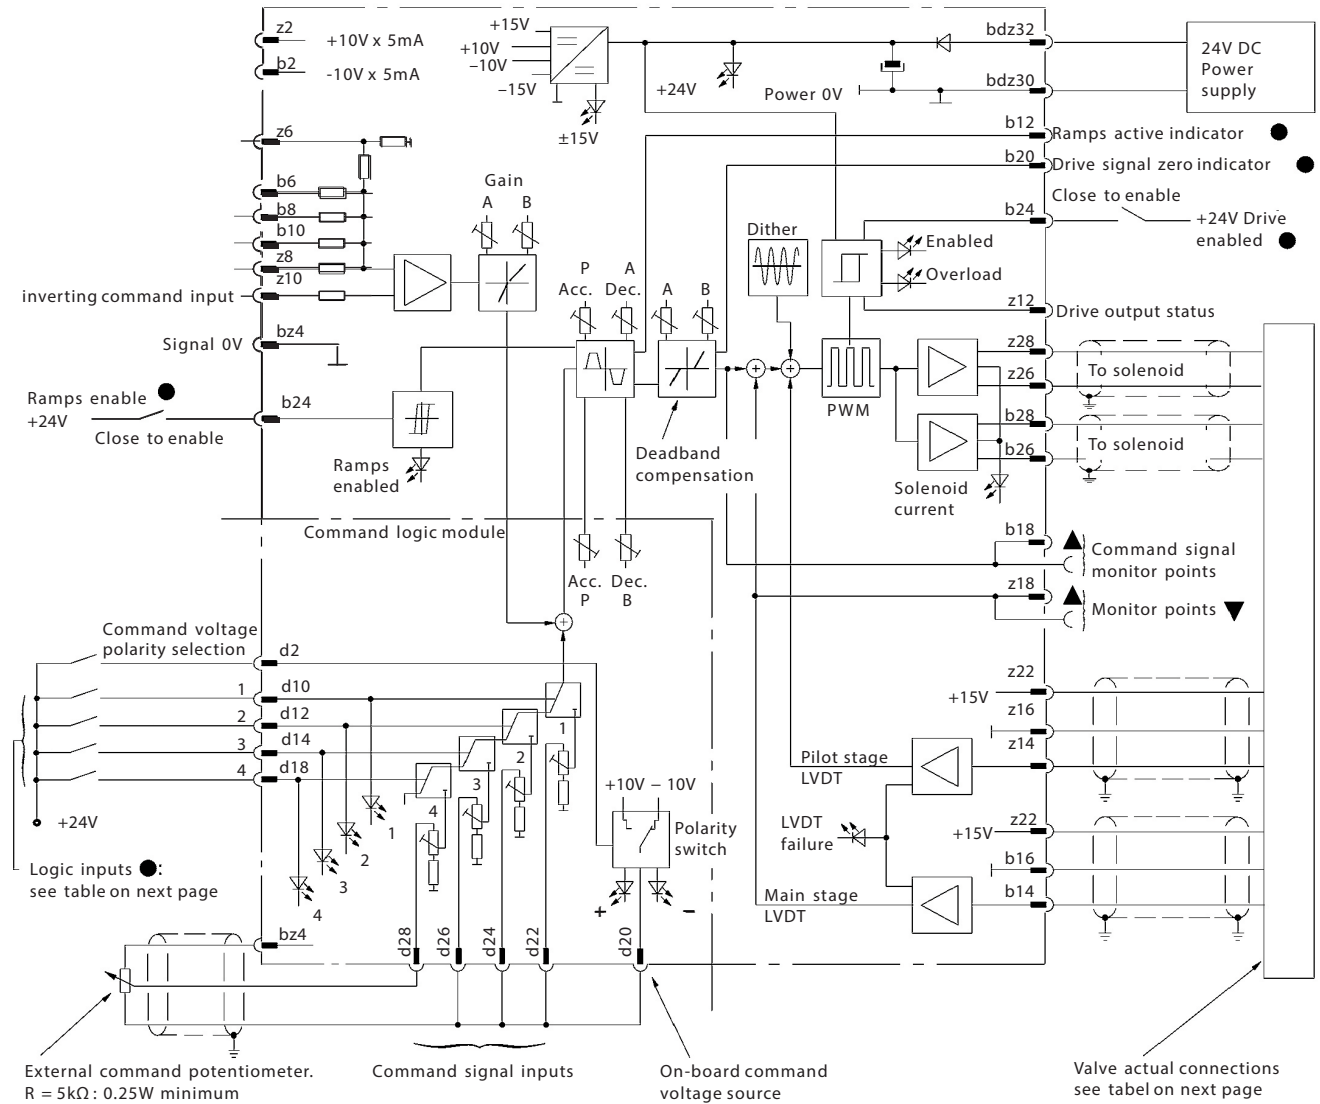 z2
+10V x 5mA
b2
-10V x 5mA
+15V
+10V
−10V
−15V
±15V
+24V
Power 0V
bdz32
bdz30
24V DC
Power
supply
b12
Ramps active indicator
b20
Drive signal zero indicator
Close to enable
b24
+24V Drive
enabled
z6
b6
b8
b10
z8
z10
inverting command input
bz4
Signal 0V
Ramps enable
+24V
Close to enable
b24
Gain
A B
P
Acc.
A
Dec.
A B
Dither
Enabled
Overload
z12
Drive output status
z28
z26
To solenoid
b28
b26
To solenoid
PWM
Ramps
enabled
Deadband
compensation
Solenoid
current
Command logic module
Acc.
P
Dec.
B
b18
Command signal
monitor points
z18
Monitor points
Command voltage
polarity selection
d2
1 d10
2 d12
3 d14
4 d18
+24V
Logic inputs :
see table on next page
1
2
3
4
1
2
3
4
+10V – 10V
Polarity
switch
+ –
z22
+15V
z16
z14
Pilot stage
LVDT
LVDT
failure
z22
+15V
b16
b14
Main stage
LVDT
bz4
d28
d26
d24
d22
d20
External command potentiometer.
R = 5kΩ : 0.25W minimum
Command signal inputs
On-board command
voltage source
Valve actual connections
see tabel on next page